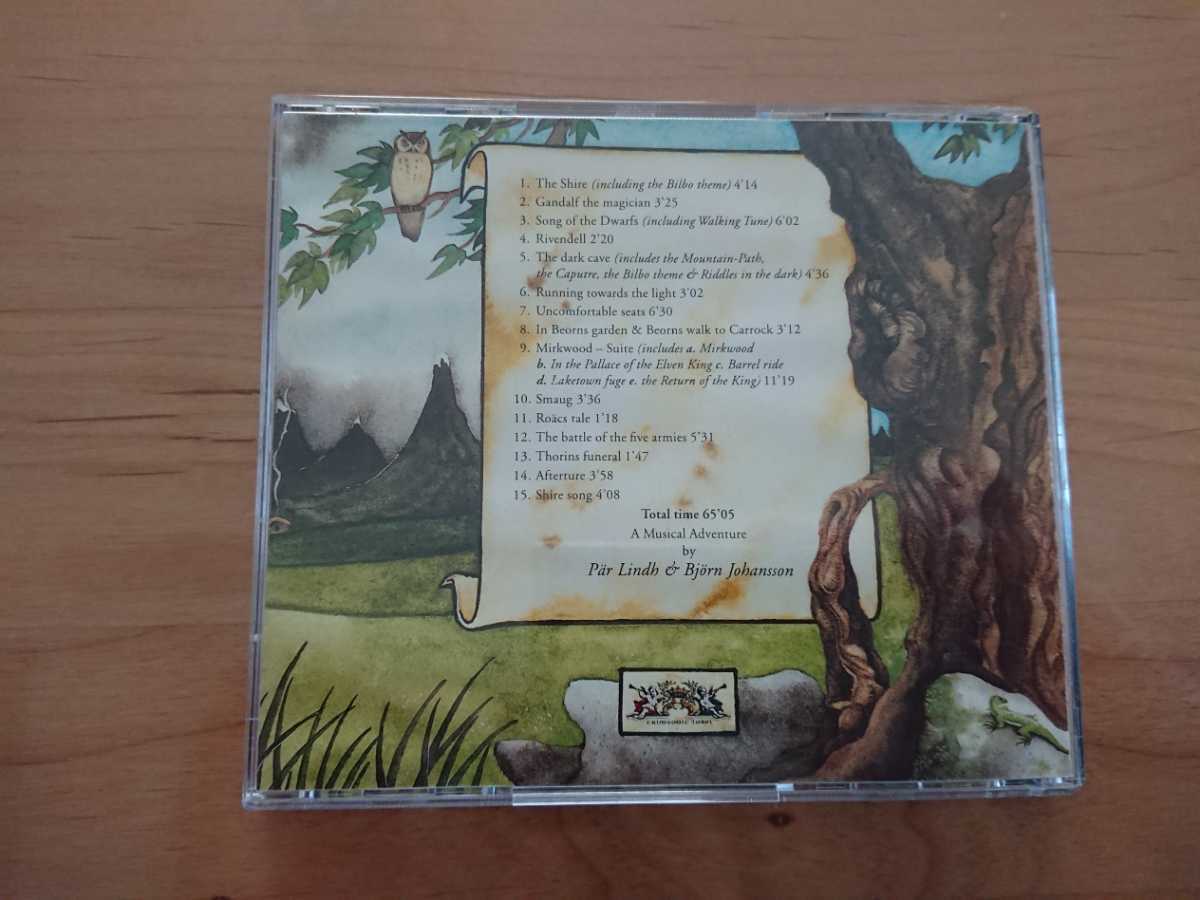 1. The Shire (including the Bilbo theme) 4'14
2. Gandalf the magician 3'25
3. Song of the Dwarfs (including Walking Tune) 6'02
4. Rivendell 2'20
5. The dark cave (includes the Mountain-Path,
the Caputre, the Bilbo theme & Riddles in the dark) 4'36
6. Running towards the light 3'02
7. Uncomfortable seats 6'30
8. In Beorns garden & Beorns walk to Carrock 3'12
9. Mirkwood – Suite (includes a. Mirkwood
b. In the Pallace of the Elven King c. Barrel ride
d. Laketown fuge e. the Return of the King) 11'19
10. Smaug 3'36
11. Roäcs tale 1'18
12. The battle of the five armies 5'31
13. Thorins funeral 1'47
14. Afterture 3'58
15. Shire song 4'08
Total time 65'05
A Musical Adventure
by
Pär Lindh & Björn Johansson